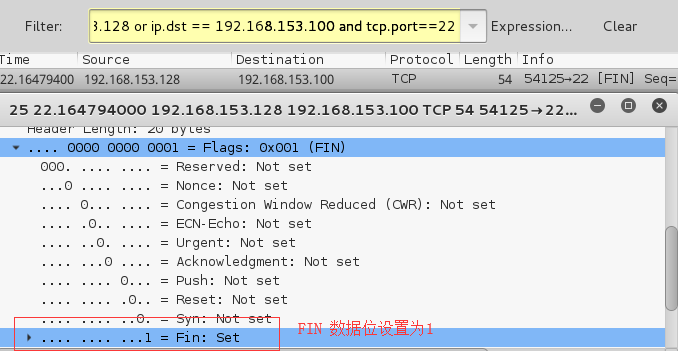 Filter: 3.128 or ip.dst == 192.168.153.100 and tcp.port==22 Expression... Clear
Time Source Destination Protocol Length Info
22.16479400 192.168.153.128 192.168.153.100 TCP 54 54125→22 [FIN] Seq=
25 22.164794000 192.168.153.128 192.168.153.100 TCP 54 54125→22...
Header Length: 20 bytes
.... 0000 0000 0001 = Flags: 0x001 (FIN)
000. .... .... = Reserved: Not set
...0 .... .... = Nonce: Not set
.... 0... .... = Congestion Window Reduced (CWR): Not set
.... .0.. .... = ECN-Echo: Not set
.... ..0. .... = Urgent: Not set
.... ...0 .... = Acknowledgment: Not set
.... .... 0... = Push: Not set
.... .... .0.. = Reset: Not set
.... .... ..0. = Syn: Not set
.... .... ...1 = Fin: Set
FIN 数据位设置为1